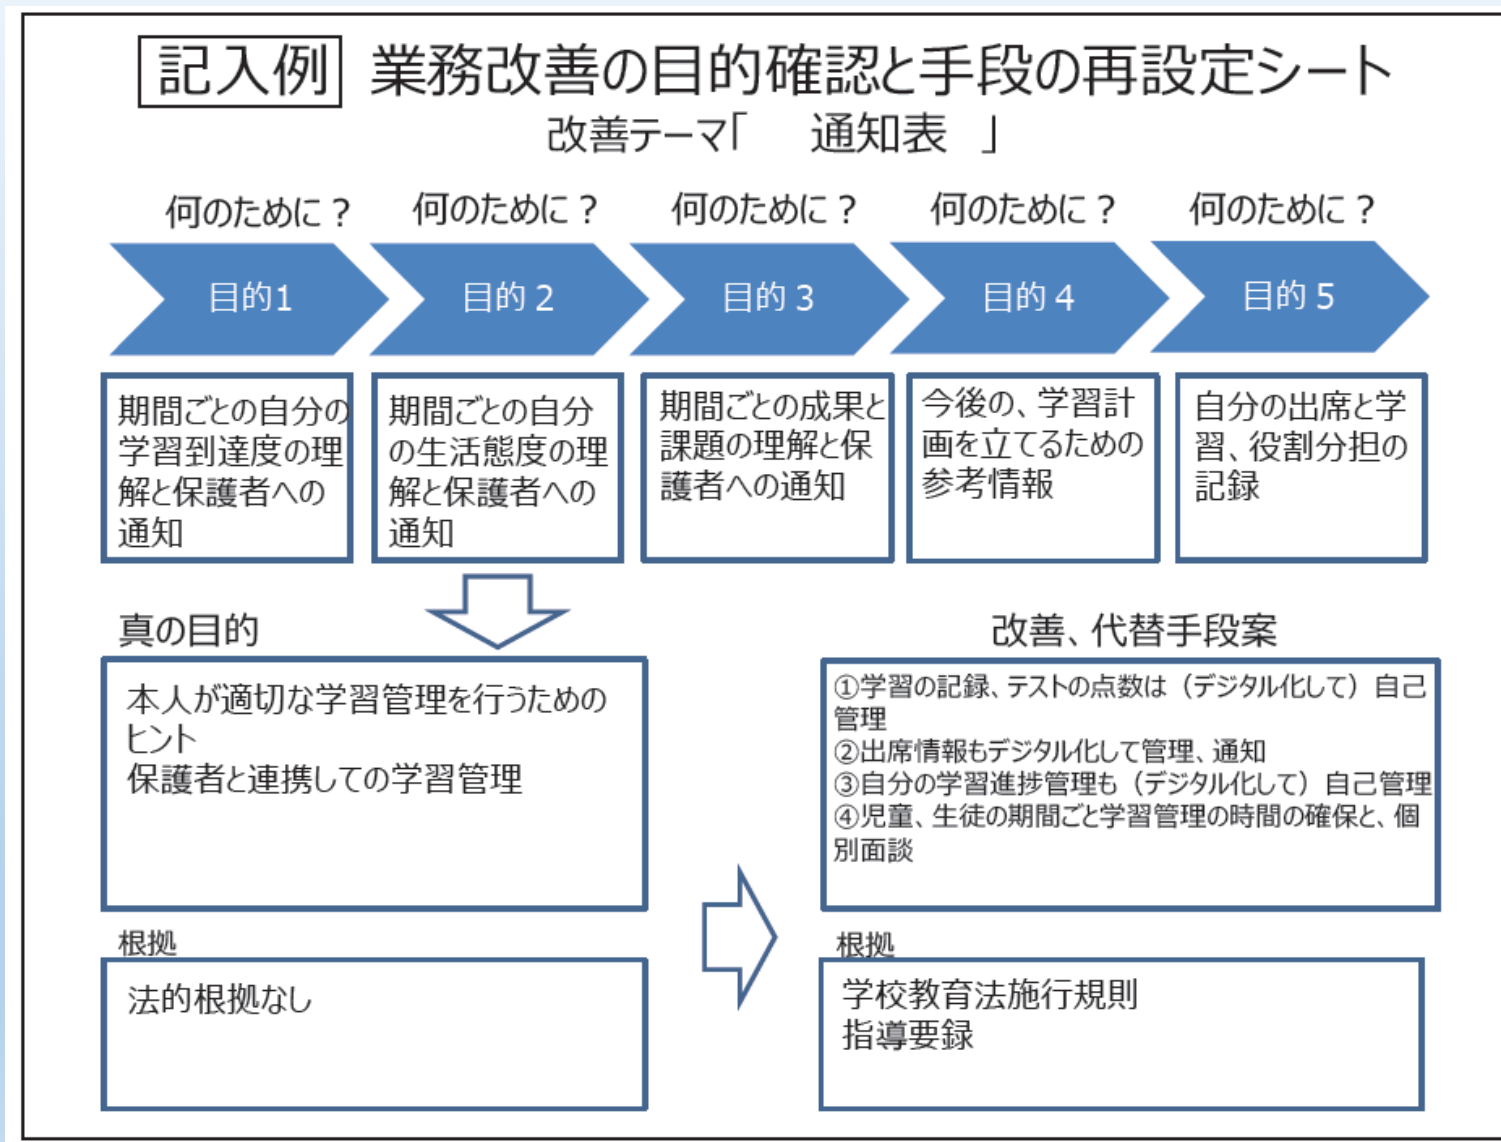 記入例 業務改善の目的確認と手段の再設定シート
改善テーマ「 通知表 」
何のために？ 何のために？ 何のために？ 何のために？ 何のために？
目的1 目的２ 目的３ 目的４ 目的５
期間ごとの自分の
学習到達度の理
解と保護者への
通知
期間ごとの自分
の生活態度の理
解と保護者への
通知
期間ごとの成果と
課題の理解と保
護者への通知
今後の、学習計
画を立てるための
参考情報
自分の出席と学
習、役割分担の
記録
真の目的
本人が適切な学習管理を行うための
ヒント
保護者と連携しての学習管理
根拠
法的根拠なし
改善、代替手段案
①学習の記録、テストの点数は（デジタル化して）自己
管理
②出席情報もデジタル化して管理、通知
③自分の学習進捗管理も（デジタル化して）自己管理
④児童、生徒の期間ごと学習管理の時間の確保と、個
別面談
根拠
学校教育法施行規則
指導要録